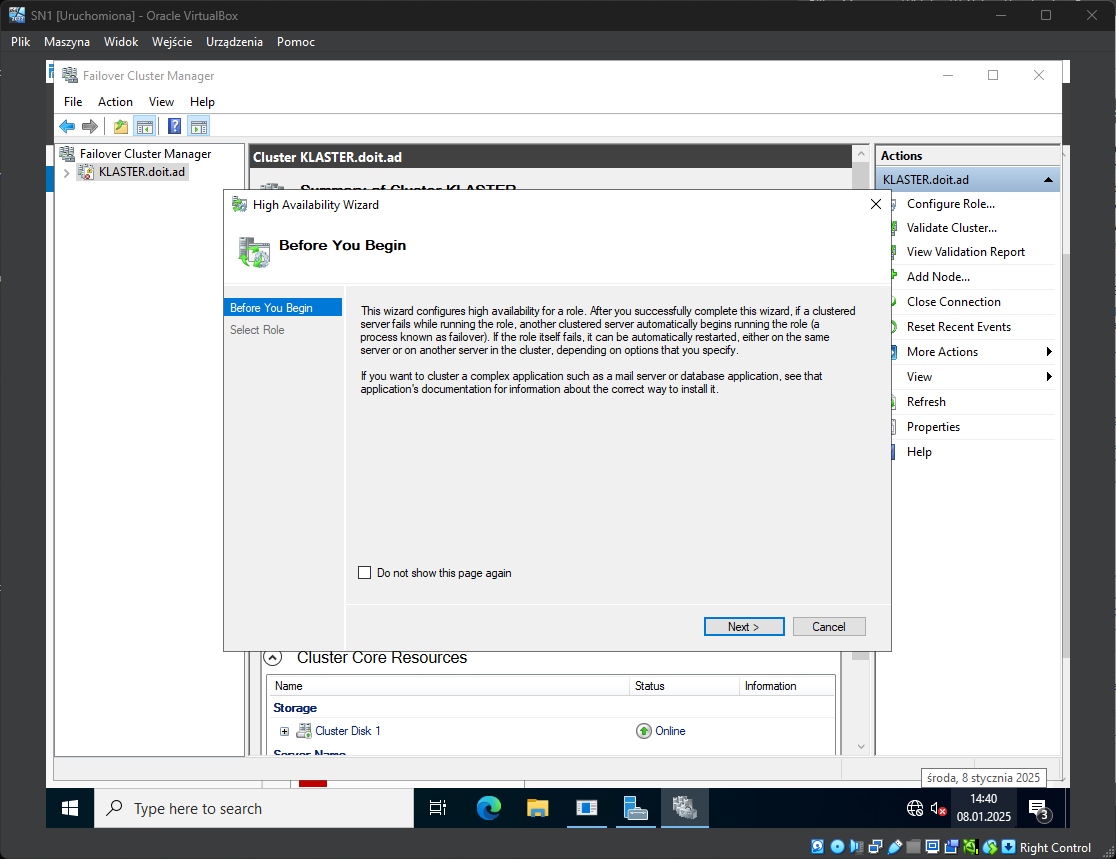 SN1 [Uruchomiona] - Oracle VirtualBox
Plik Maszyna Widok Wejście Urządzenia Pomoc
Failover Cluster Manager
File Action View Help
Failover Cluster Manager
KLASTER.doit.ad
Cluster KLASTER.doit.ad
Summary of Cluster KLASTER
High Availability Wizard
Before You Begin
Before You Begin
Select Role
This wizard configures high availability for a role. After you successfully complete this wizard, if a clustered
server fails while running the role, another clustered server automatically begins running the role (a
process known as failover). If the role itself fails, it can be automatically restarted, either on the same
server or on another server in the cluster, depending on options that you specify.
If you want to cluster a complex application such as a mail server or database application, see that
application's documentation for information about the correct way to install it.
Do not show this page again
Next >
Cancel
Actions
KLASTER.doit.ad
Configure Role...
Validate Cluster...
View Validation Report
Add Node...
Close Connection
Reset Recent Events
More Actions
View
Refresh
Properties
Help
Cluster Core Resources
Name Status Information
Storage
Cluster Disk 1 Online
Server Name
środa, 8 stycznia 2025
Type here to search
14:40
08.01.2025
3
Right Control